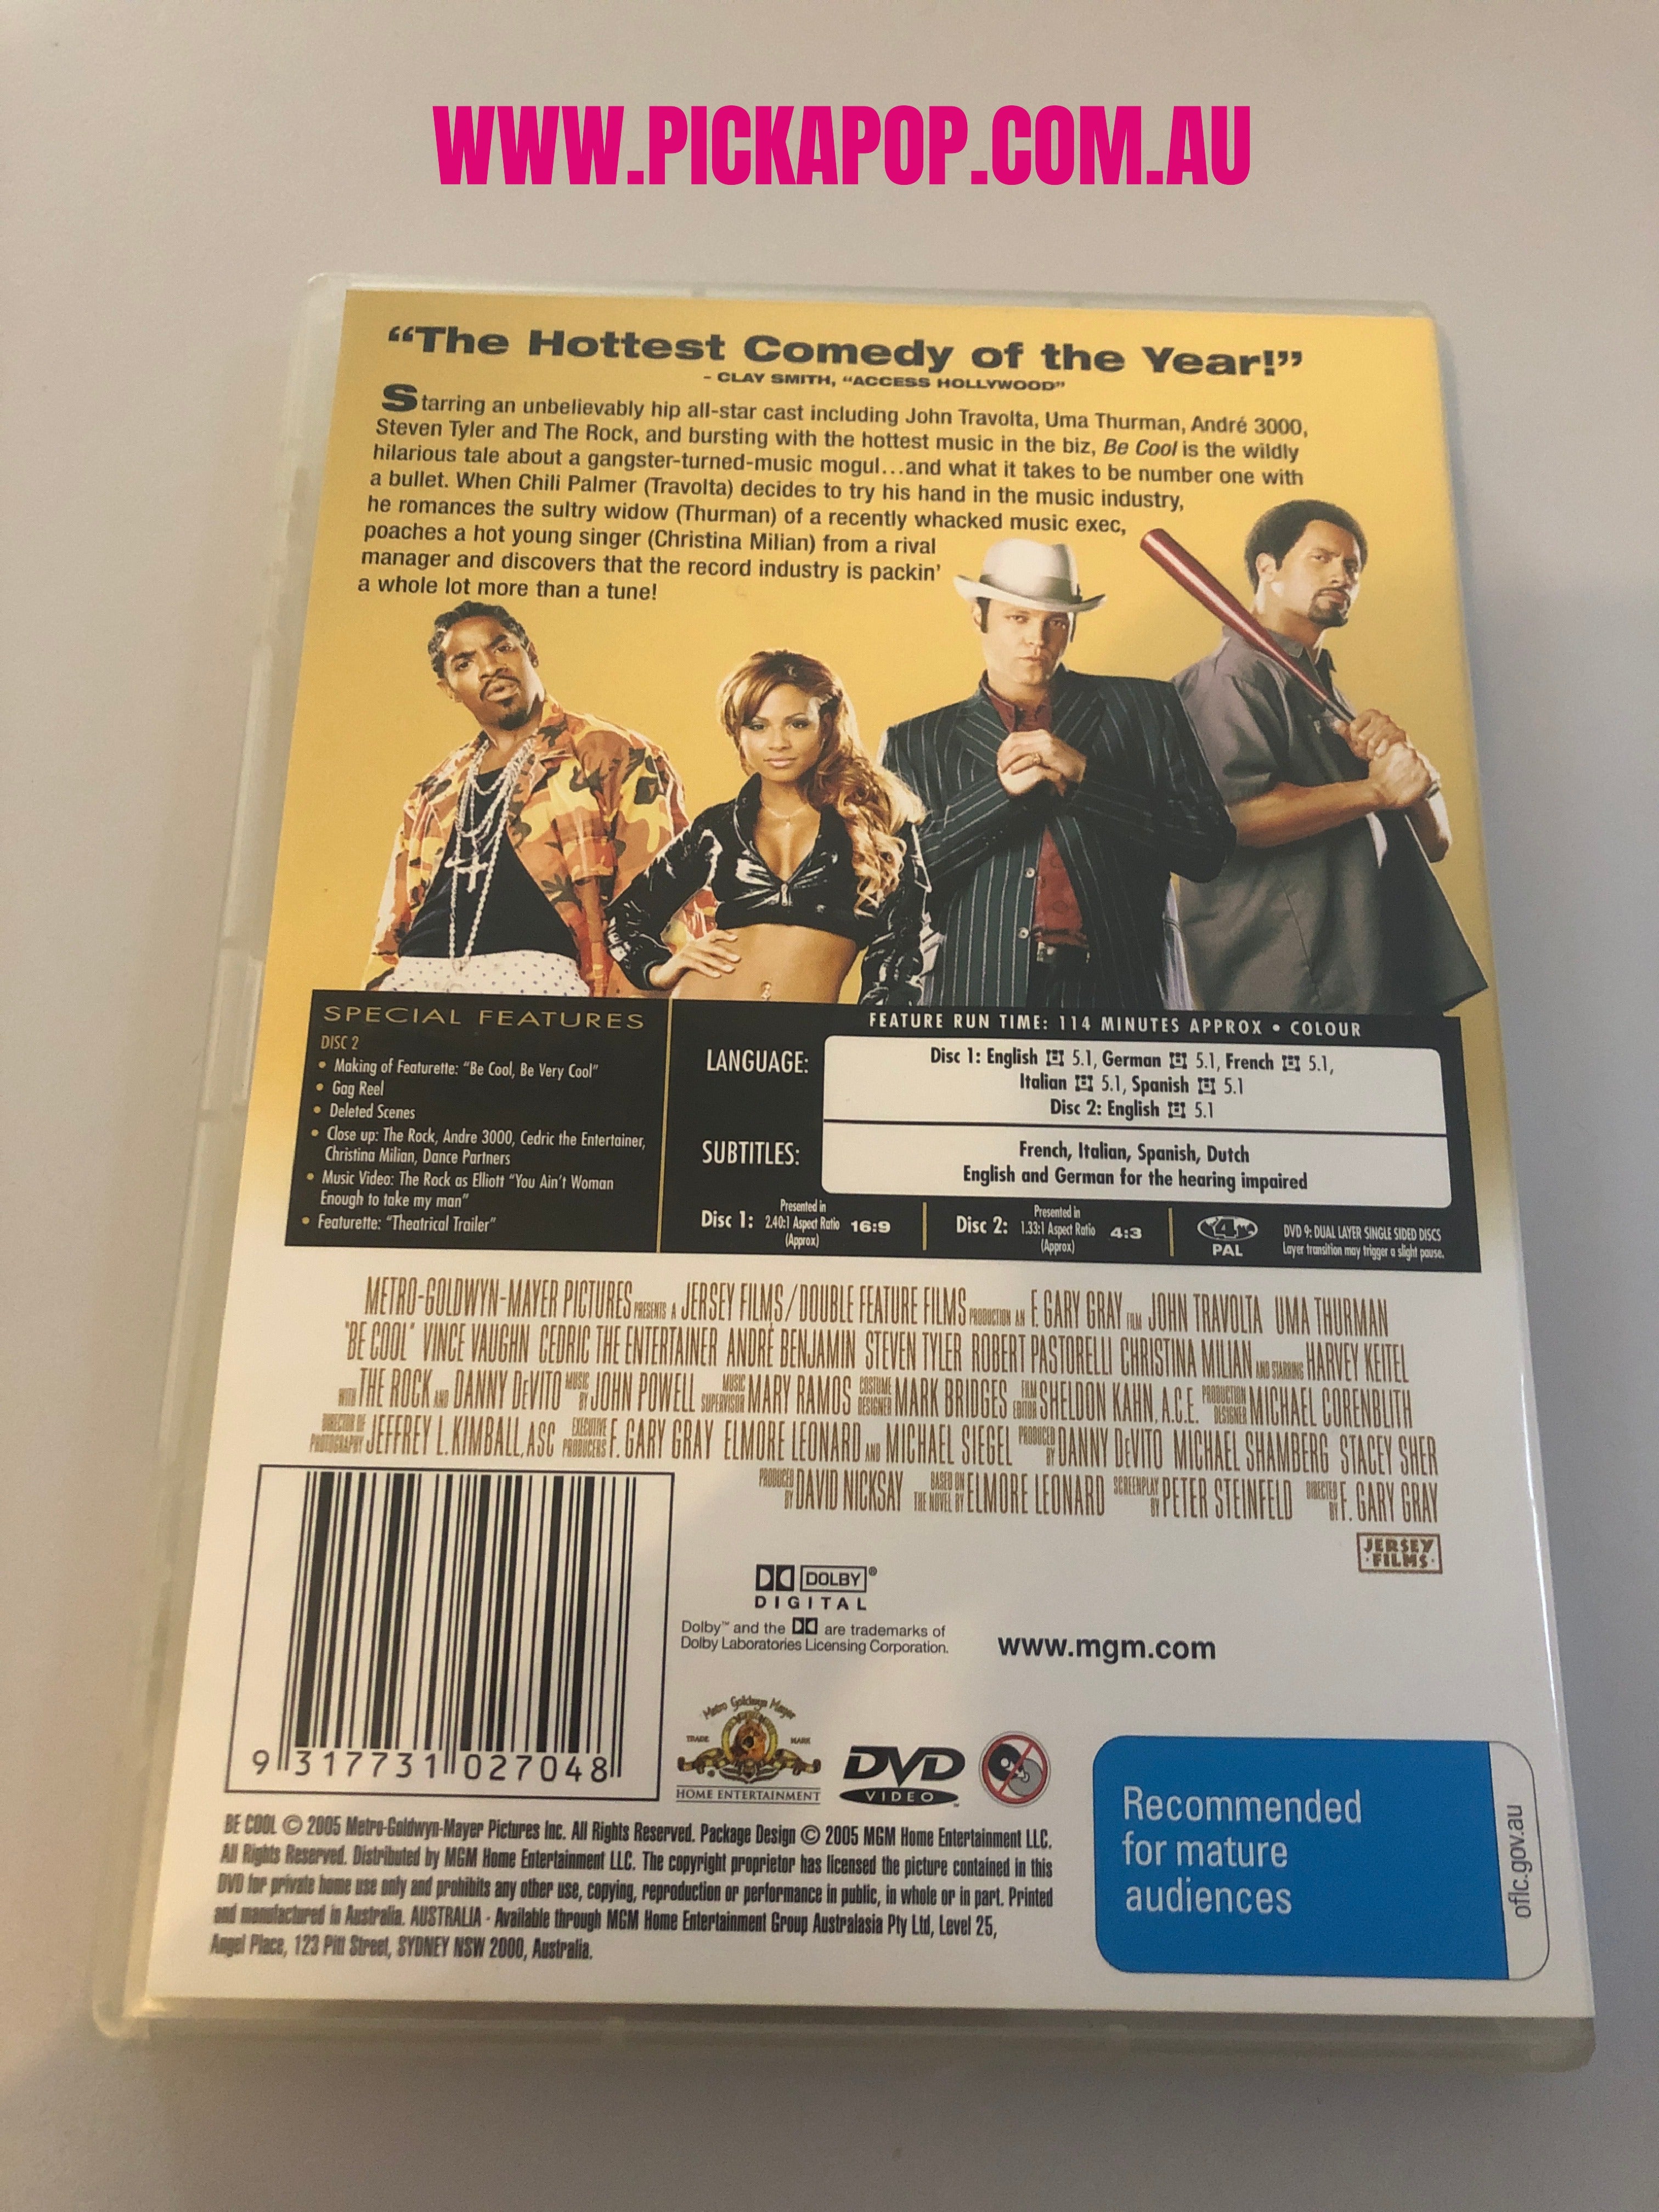 WWW.PICKAPOP.COM.AU
“The Hottest Comedy of the Year!”
- CLAY SMITH, “ACCESS HOLLYWOOD”
Starring an unbelievably hip all-star cast including John Travolta, Uma Thurman, André 3000,
Steven Tyler and The Rock, and bursting with the hottest music in the biz, Be Cool is the wildly
hilarious tale about a gangster-turned-music mogul...and what it takes to be number one with
a bullet. When Chili Palmer (Travolta) decides to try his hand in the music industry,
he romances the sultry widow (Thurman) of a recently whacked music exec,
poaches a hot young singer (Christina Milian) from a rival
manager and discovers that the record industry is packin’
a whole lot more than a tune!
SPECIAL FEATURES
DISC 2
• Making of Featurette: “Be Cool, Be Very Cool”
• Gag Reel
• Deleted Scenes
• Close up: The Rock, Andre 3000, Cedric the Entertainer,
Christina Milian, Dance Partners
• Music Video: The Rock as Elliott “You Ain’t Woman
Enough to take my man”
• Featurette: “Theatrical Trailer”
FEATURE RUN TIME: 114 MINUTES APPROX • COLOUR
LANGUAGE:
Disc 1: English 5.1, German 5.1, French 5.1,
Italian 5.1, Spanish 5.1
Disc 2: English 5.1
SUBTITLES:
French, Italian, Spanish, Dutch
English and German for the hearing impaired
Disc 1: Presented in 2.40:1 Aspect Ratio (Approx) 16:9
Disc 2: Presented in 1.33:1 Aspect Ratio (Approx) 4:3
4
PAL
DVD 9: DUAL LAYER SINGLE SIDED DISCS
Layer transition may trigger a slight pause.
METRO-GOLDWYN-MAYER PICTURES PRESENTS A JERSEY FILMS/DOUBLE FEATURE FILMS PRODUCTION AN F. GARY GRAY FILM JOHN TRAVOLTA UMA THURMAN
"BE COOL" VINCE VAUGHN CEDRIC THE ENTERTAINER ANDRÉ BENJAMIN STEVEN TYLER ROBERT PASTORELLI CHRISTINA MILIAN AND STARRING HARVEY KEITEL
WITH THE ROCK AND DANNY DeVITO MUSIC BY JOHN POWELL MUSIC SUPERVISOR MARY RAMOS COSTUME DESIGNER MARK BRIDGES FILM EDITOR SHELDON KAHN, A.C.E. PRODUCTION DESIGNER MICHAEL CORENBLITH
DIRECTOR OF PHOTOGRAPHY JEFFREY L. KIMBALL, ASC EXECUTIVE PRODUCERS F. GARY GRAY ELMORE LEONARD AND MICHAEL SIEGEL PRODUCED BY DANNY DeVITO MICHAEL SHAMBERG STACEY SHER
PRODUCED BY DAVID NICKSAY BASED ON THE NOVEL BY ELMORE LEONARD SCREENPLAY BY PETER STEINFELD DIRECTED BY F. GARY GRAY
JERSEY
·FILMS·
DOLBY®
DIGITAL
Dolby™ and the are trademarks of
Dolby Laboratories Licensing Corporation.
www.mgm.com
9 317731 027048
Metro Goldwyn Mayer
TRADE MARK
HOME ENTERTAINMENT
DVD
VIDEO
BE COOL © 2005 Metro-Goldwyn-Mayer Pictures Inc. All Rights Reserved. Package Design © 2005 MGM Home Entertainment LLC.
All Rights Reserved. Distributed by MGM Home Entertainment LLC. The copyright proprietor has licensed the picture contained in this
DVD for private home use only and prohibits any other use, copying, reproduction or performance in public, in whole or in part. Printed
and manufactured in Australia. AUSTRALIA - Available through MGM Home Entertainment Group Australasia Pty Ltd, Level 25,
Angel Place, 123 Pitt Street, SYDNEY NSW 2000, Australia.
Recommended
for mature
audiences
oflc.gov.au